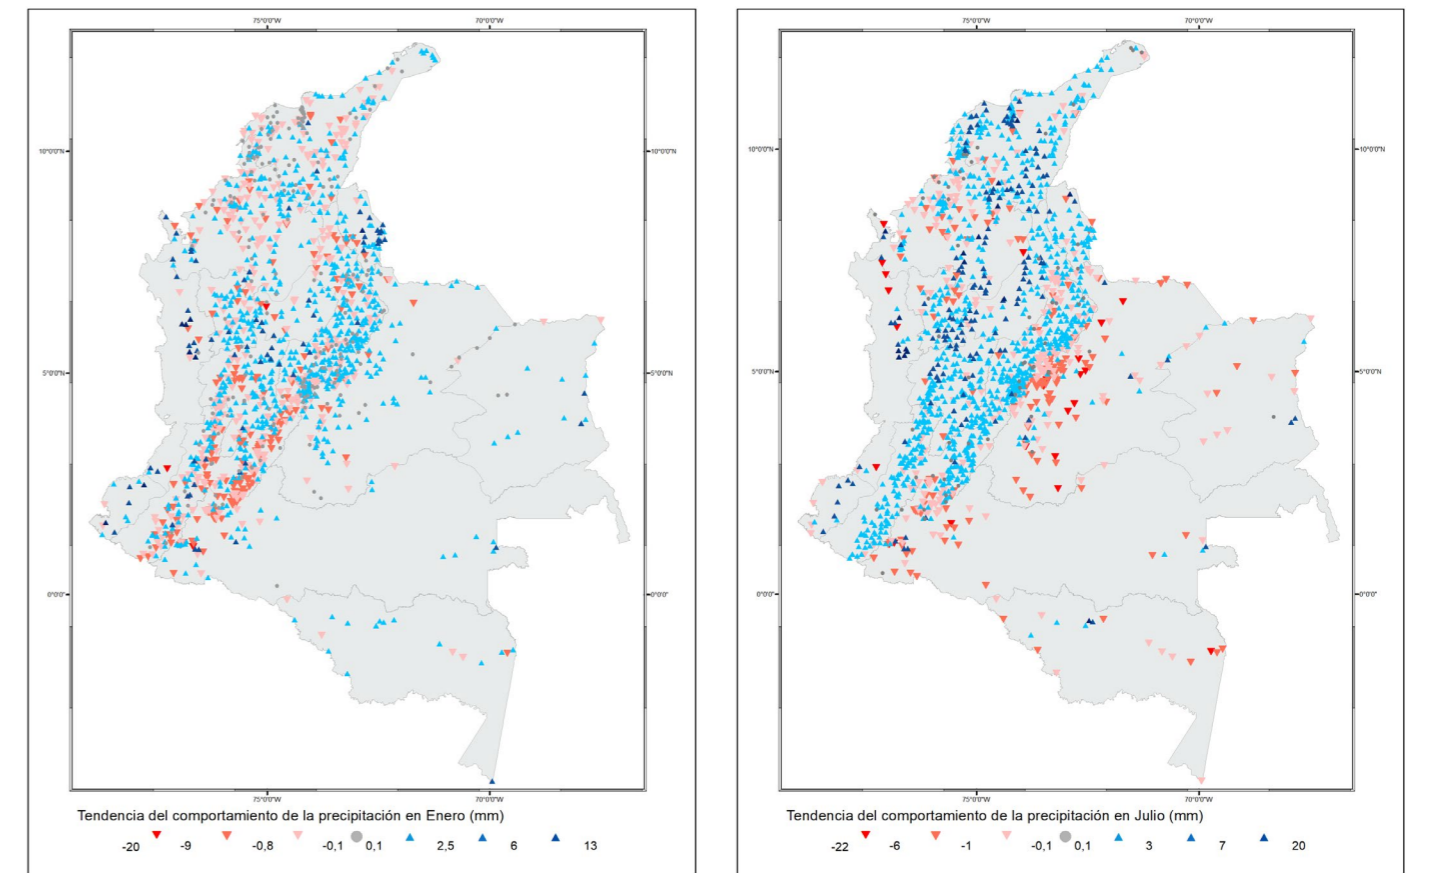 75°0'0"W 70°0'0"W
75°0'0"W 70°0'0"W
10°0'0"N 10°0'0"N
10°0'0"N 10°0'0"N
5°0'0"N 5°0'0"N
5°0'0"N 5°0'0"N
0°0'0" 0°0'0"
0°0'0" 0°0'0"
75°0'0"W 70°0'0"W
75°0'0"W 70°0'0"W
Tendencia del comportamiento de la precipitación en Enero (mm)
-20 -9 -0,8 -0,1 0,1 2,5 6 13
Tendencia del comportamiento de la precipitación en Julio (mm)
-22 -6 -1 -0,1 0,1 3 7 20